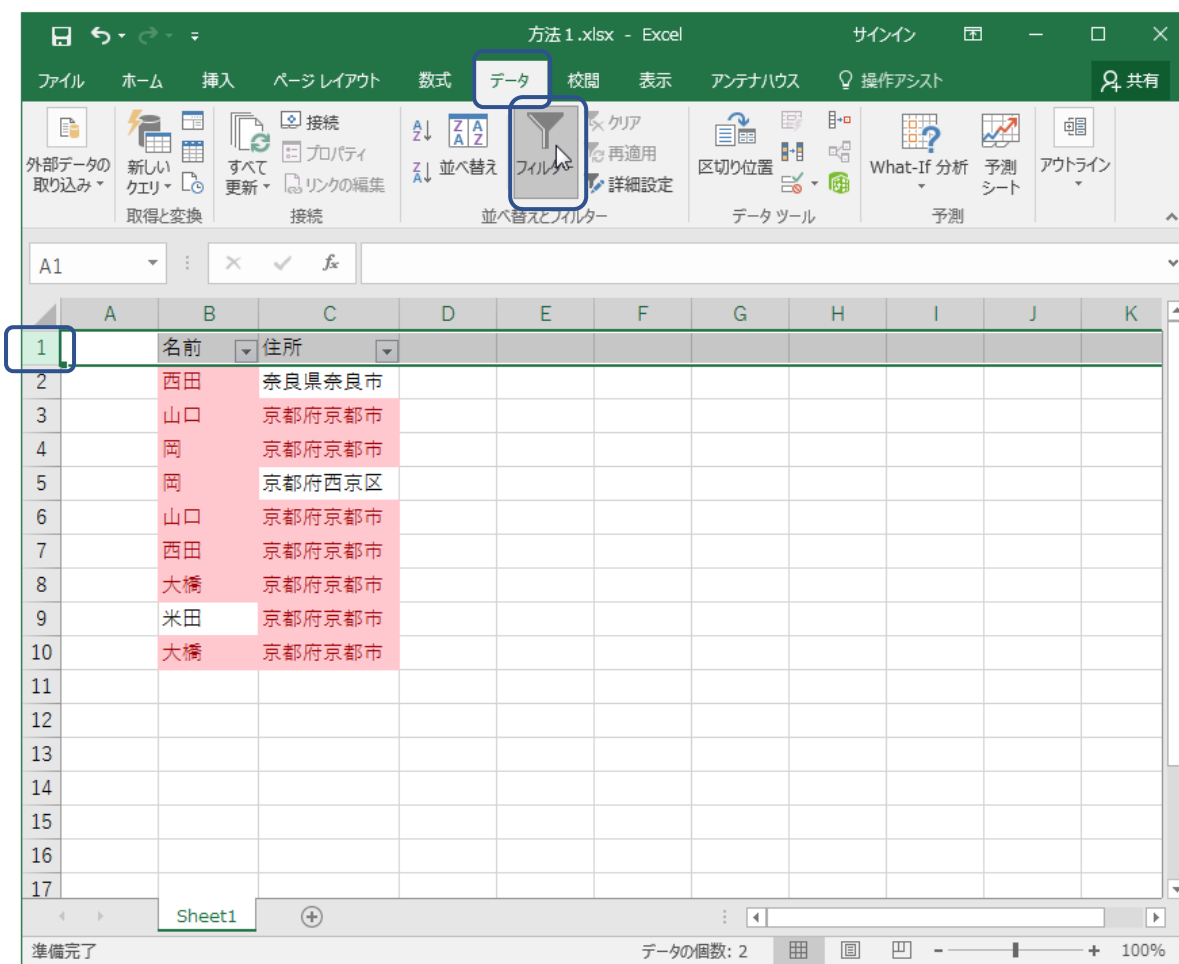 方法１.xlsx - Excel サインイン
ファイル ホーム 挿入 ページ レイアウト 数式 データ 校閲 表示 アンテナハウス 操作アシスト 共有
外部データの取り込み
新しいクエリ
取得と変換
すべて更新
接続
プロパティ
リンクの編集
接続
並べ替え
フィルター
クリア
再適用
詳細設定
並べ替えとフィルター
区切り位置
データ ツール
What-If 分析
予測シート
予測
アウトライン
A1 fx
A B C D E F G H I J K
1 名前 住所
2 西田 奈良県奈良市
3 山口 京都府京都市
4 岡 京都府京都市
5 岡 京都府西京区
6 山口 京都府京都市
7 西田 京都府京都市
8 大橋 京都府京都市
9 米田 京都府京都市
10 大橋 京都府京都市
11
12
13
14
15
16
17
Sheet1
準備完了 データの個数: 2 100%